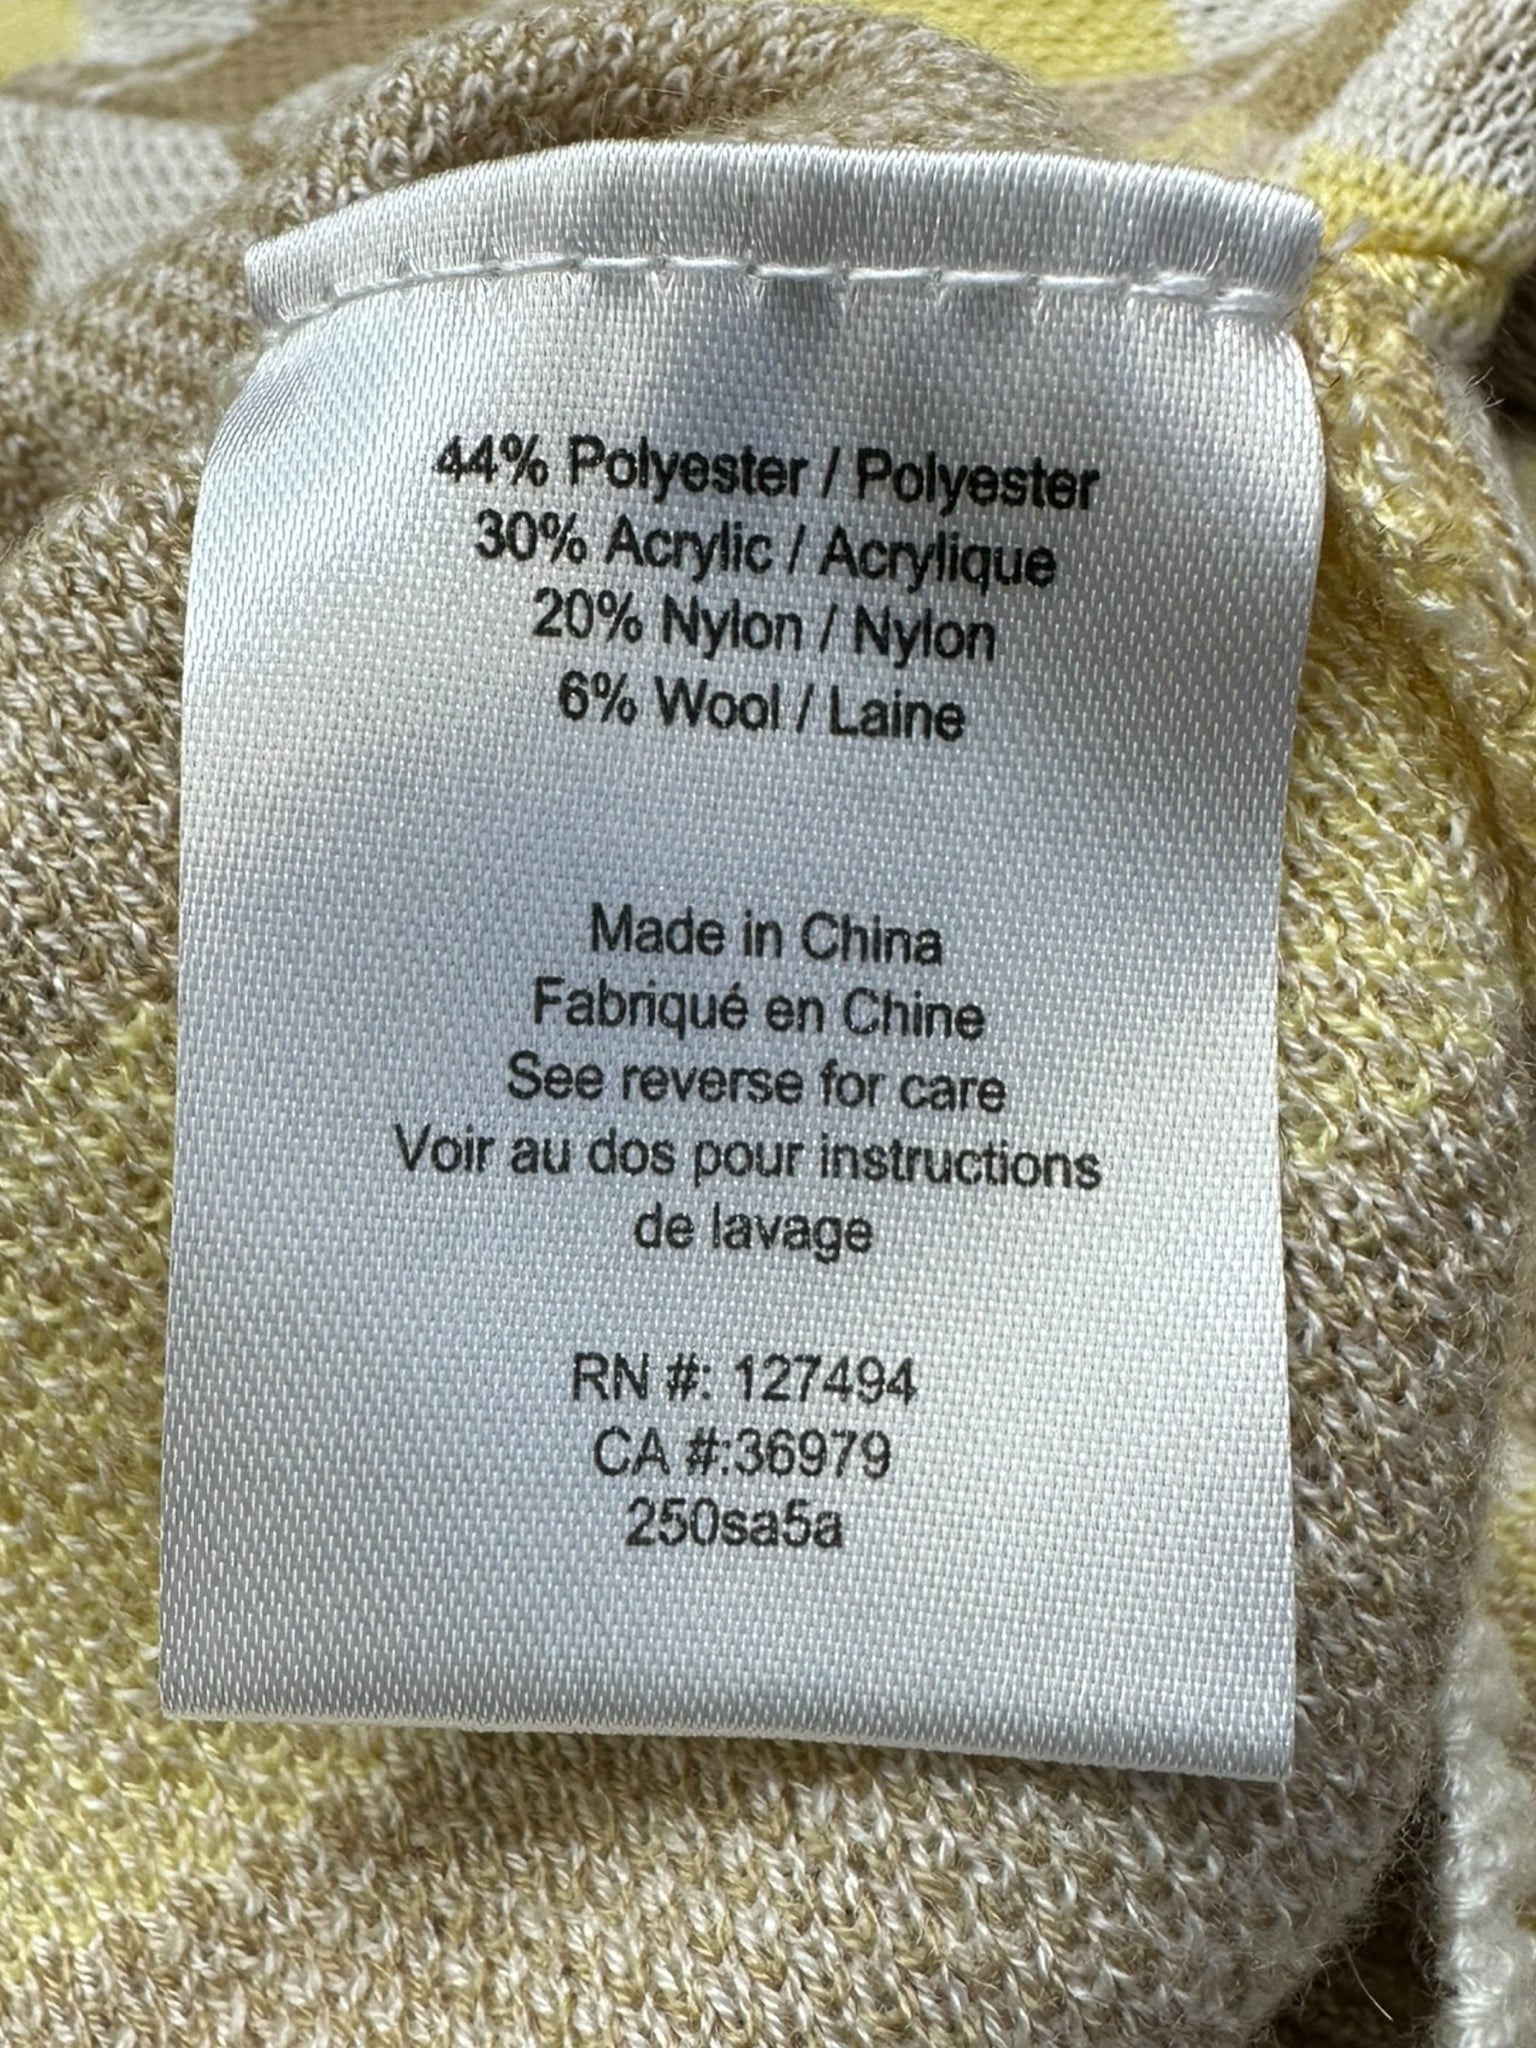 44% Polyester / Polyester
30% Acrylic / Acrylique
20% Nylon / Nylon
6% Wool / Laine
Made in China
Fabriqué en Chine
See reverse for care
Voir au dos pour instructions
de lavage
RN #: 127494
CA #:36979
250sa5a